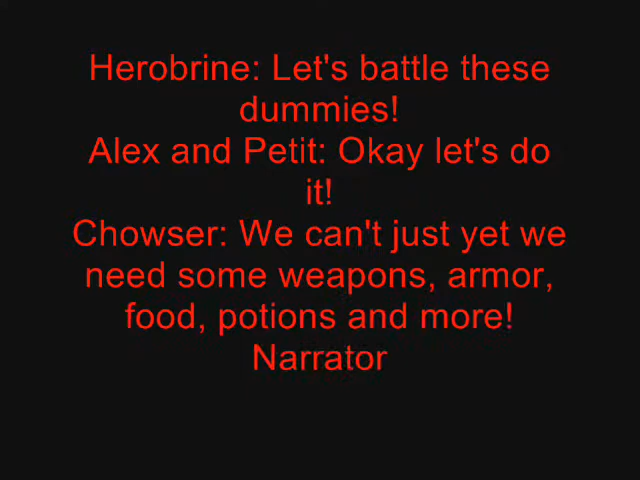 Herobrine: Let's battle these
dummies!
Alex and Petit: Okay let's do
it!
Chowser: We can't just yet we
need some weapons, armor,
food, potions and more!
Narrator